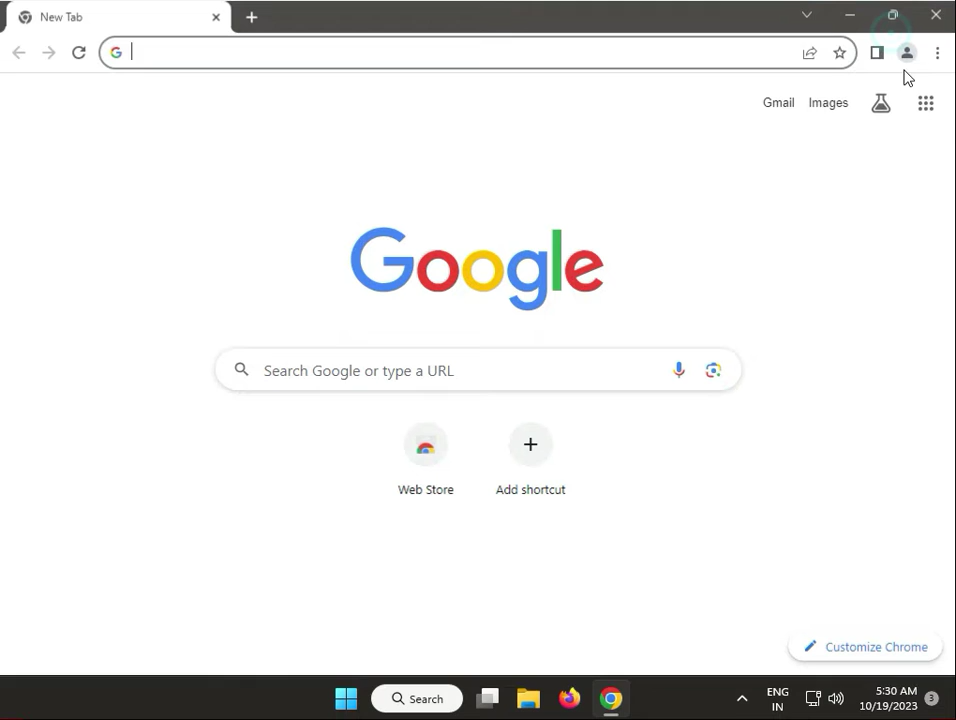 New Tab
Gmail Images
Google
Search Google or type a URL
Web Store Add shortcut
Customize Chrome
Search
ENG
IN
5:30 AM
10/19/2023
3